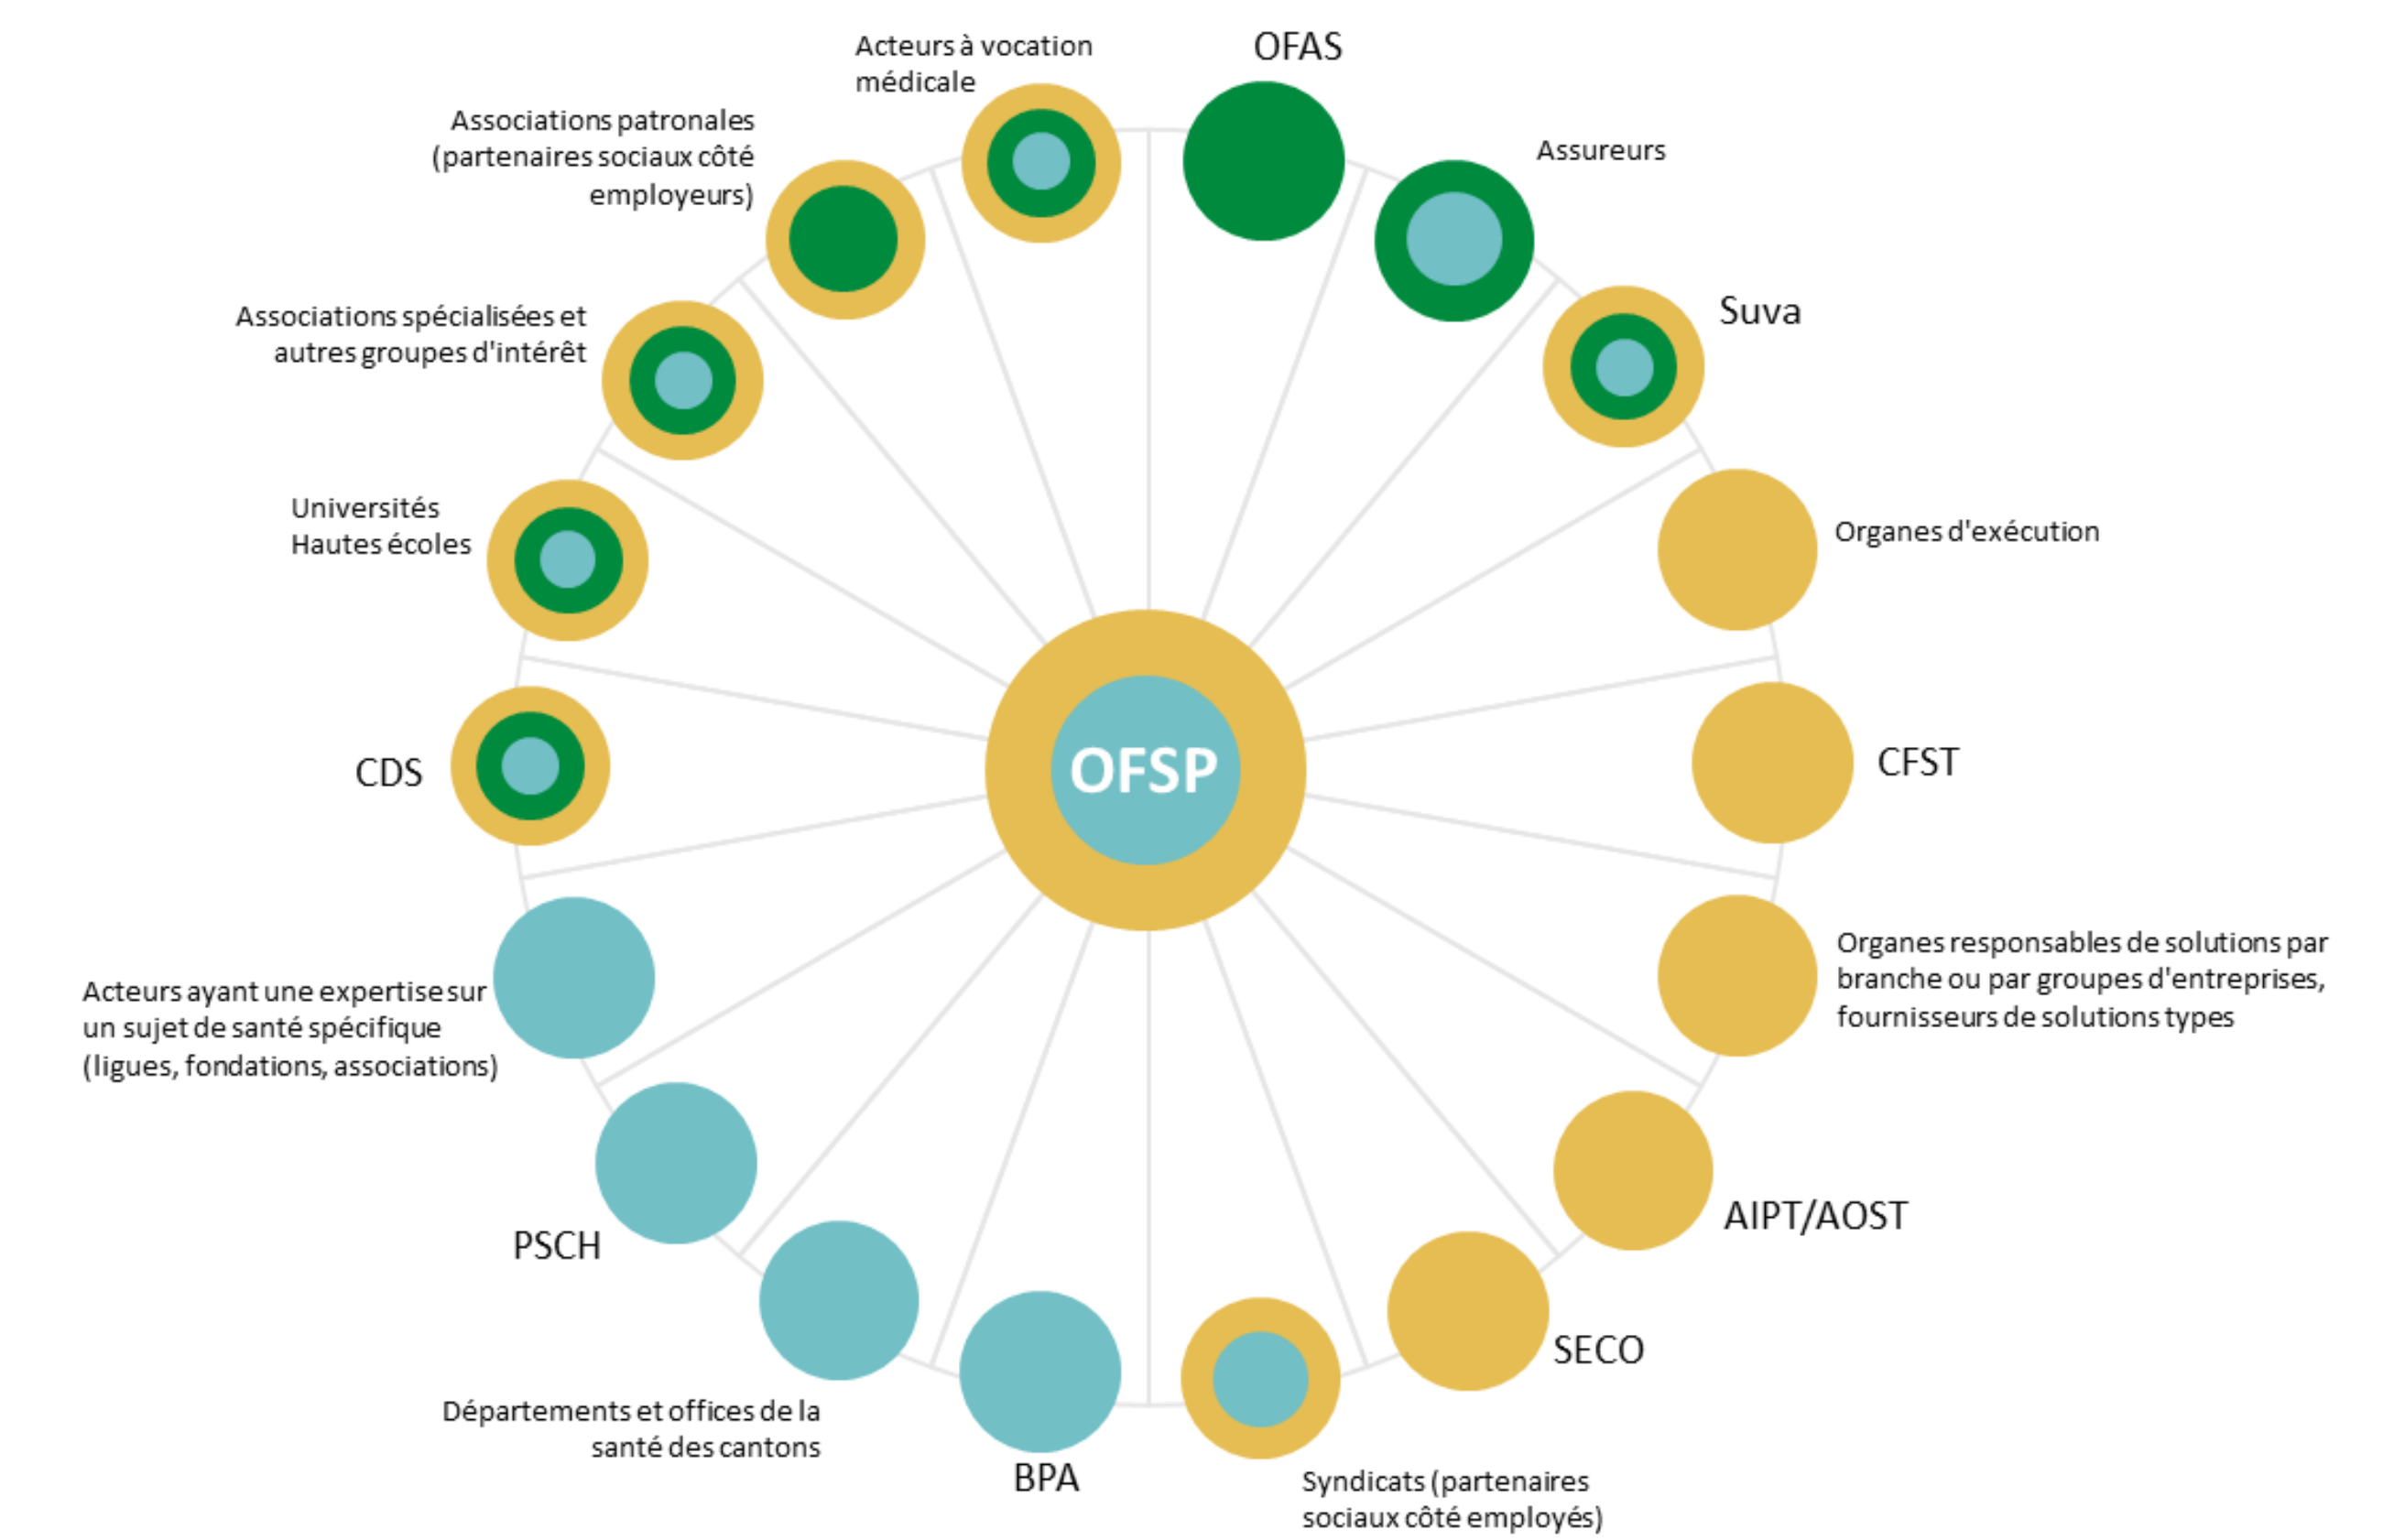 OFAS
Acteurs à vocation
médicale
Associations patronales
(partenaires sociaux côté
employeurs)
Assureurs
Suva
Associations spécialisées et
autres groupes d'intérêt
Universités
Hautes écoles
Organes d'exécution
OFSP
CDS
CFST
Organes responsables de solutions par
branche ou par groupes d'entreprises,
fournisseurs de solutions types
Acteurs ayant une expertise sur
un sujet de santé spécifique
(ligues, fondations, associations)
AIPT/AOST
PSCH
SECO
Départements et offices de la
santé des cantons
BPA
Syndicats (partenaires
sociaux côté employés)